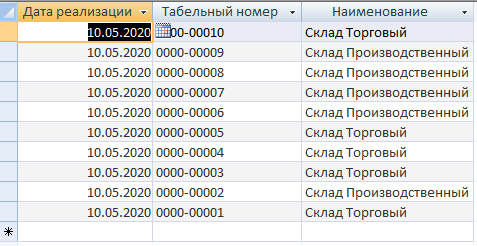 Дата реализации Табельный номер Наименование
10.05.2020 00-00010 Склад Торговый
10.05.2020 0000-00009 Склад Производственный
10.05.2020 0000-00008 Склад Производственный
10.05.2020 0000-00007 Склад Производственный
10.05.2020 0000-00006 Склад Производственный
10.05.2020 0000-00005 Склад Торговый
10.05.2020 0000-00004 Склад Торговый
10.05.2020 0000-00003 Склад Торговый
10.05.2020 0000-00002 Склад Производственный
10.05.2020 0000-00001 Склад Торговый